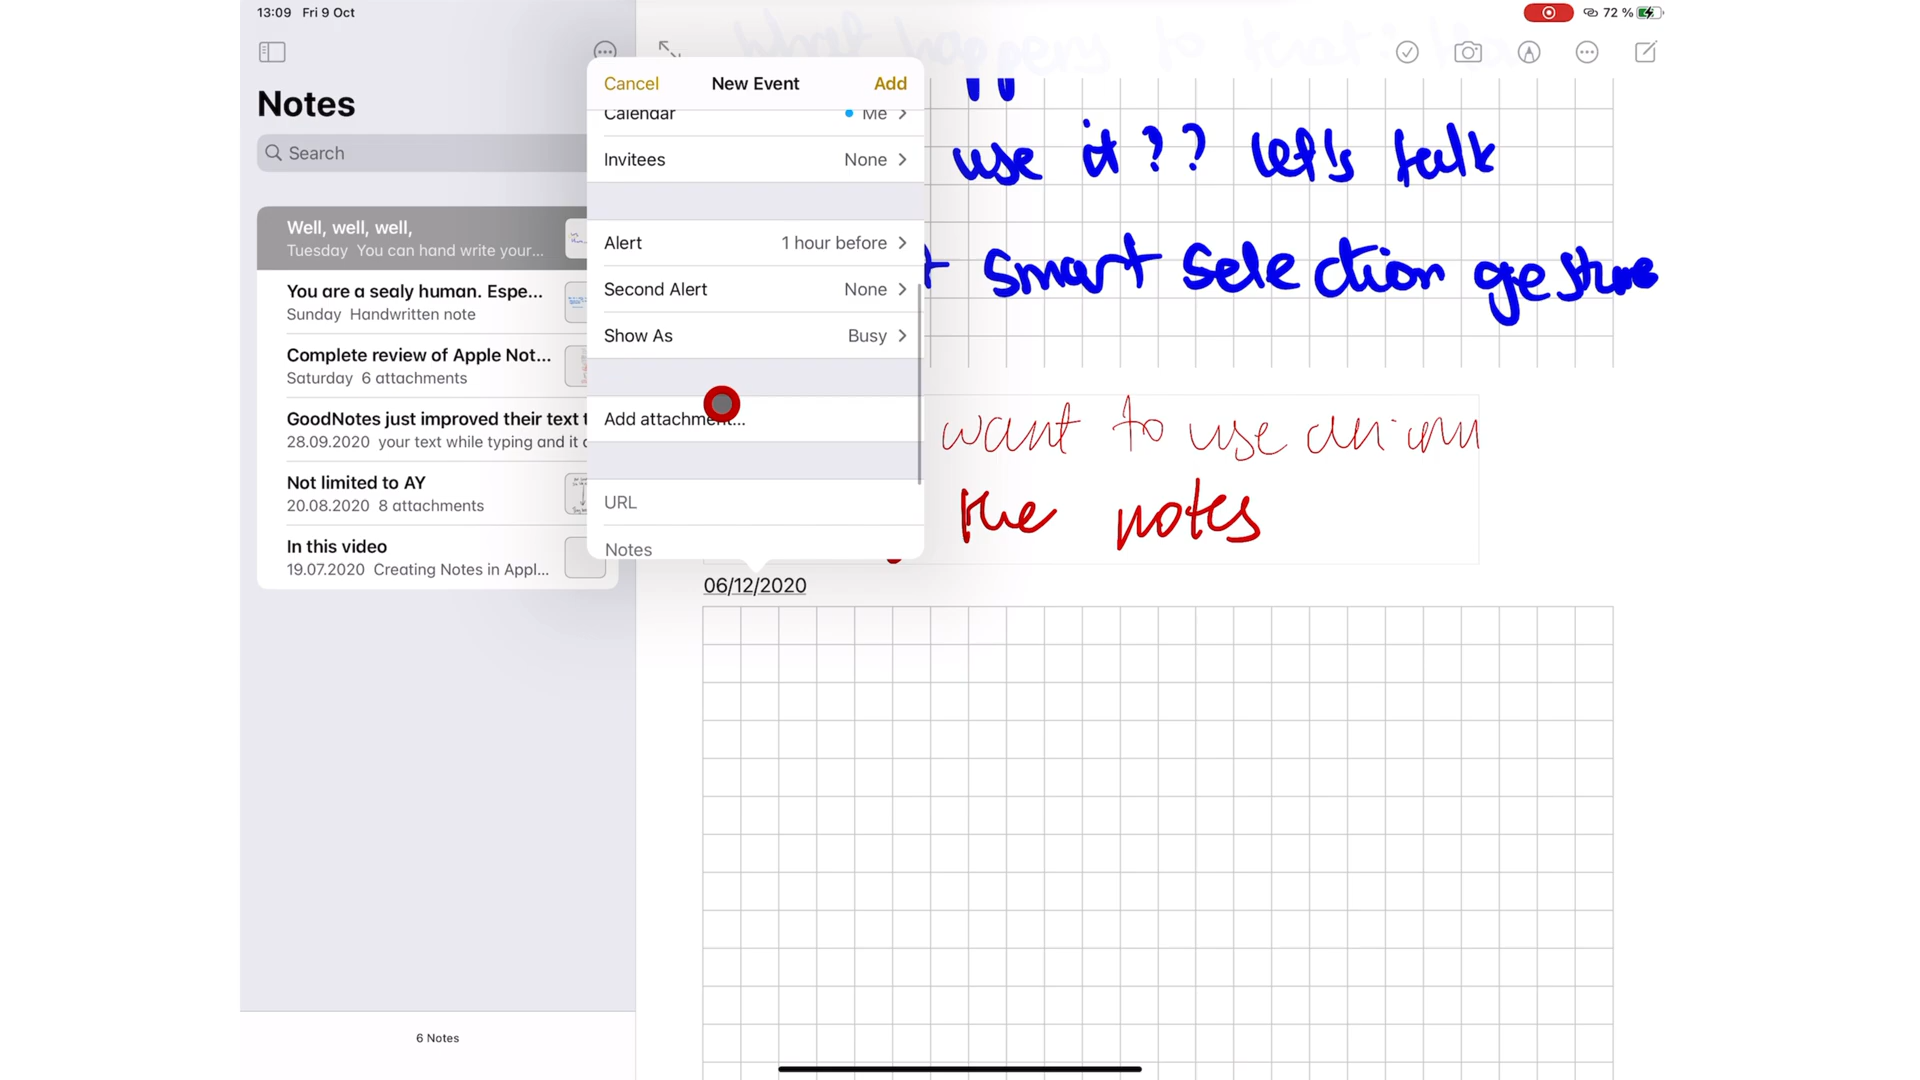 13:09 Fri 9 Oct
72 %
Notes
Search
Well, well, well,
Tuesday You can hand write your...
You are a sealy human. Espe...
Sunday Handwritten note
Complete review of Apple Not...
Saturday 6 attachments
GoodNotes just improved their text t
28.09.2020 your text while typing and it c
Not limited to AY
20.08.2020 8 attachments
In this video
19.07.2020 Creating Notes in Appl...
6 Notes
Cancel New Event Add
Calendar Me
Invitees None
Alert 1 hour before
Second Alert None
Show As Busy
Add attachment...
URL
Notes
what happens to text
use it?? Let's talk
smart selection gesture
want to use
the notes
06/12/2020